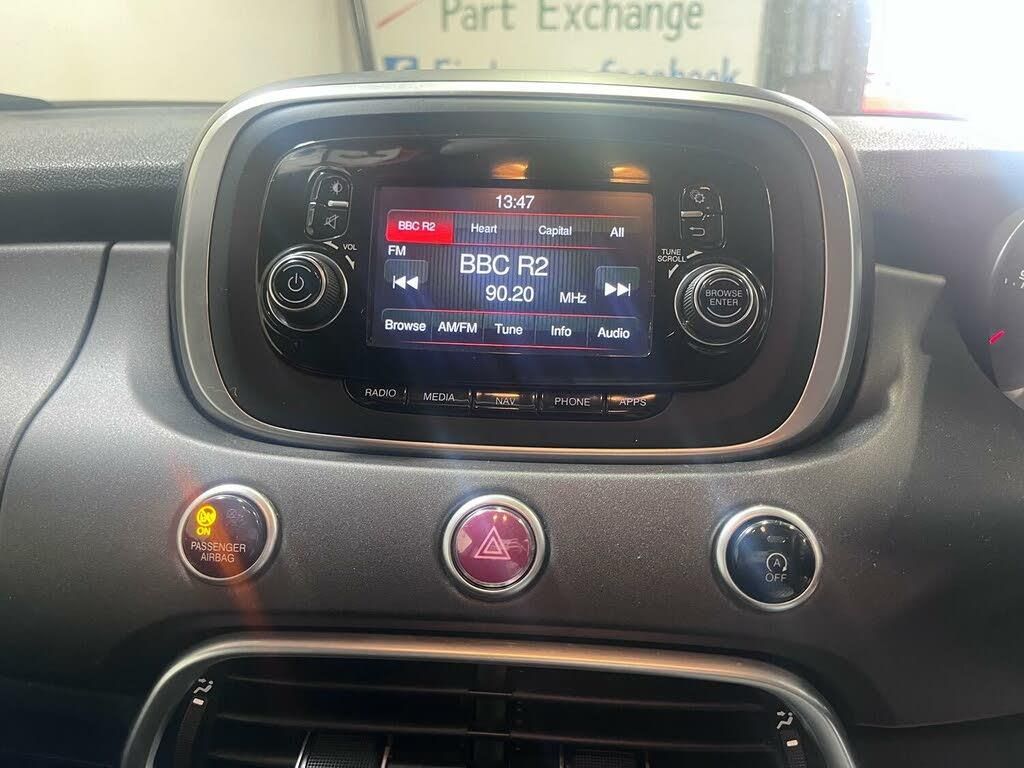 Part Exchange
13:47
BBC R2 Heart Capital All
FM
BBC R2
90.20 MHz
Browse AM/FM Tune Info Audio
VOL
TUNE
SCROLL
BROWSE
ENTER
RADIO MEDIA NAV PHONE APPS
ON
PASSENGER
AIRBAG
A
OFF